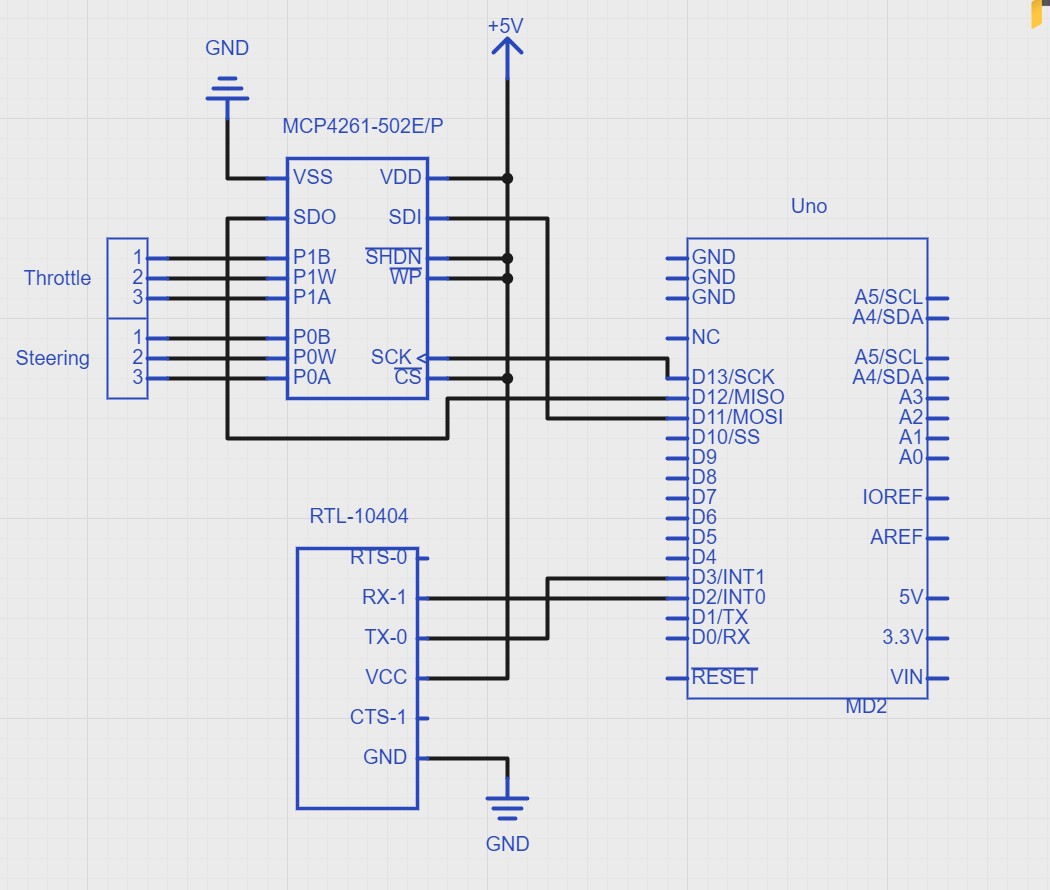 +5V
GND
MCP4261-502E/P
VSS VDD
SDO SDI
Throttle
1 P1B SHDN
2 P1W WP
3 P1A
Steering
1 P0B
2 P0W SCK
3 P0A CS
Uno
GND
GND
GND A5/SCL
A4/SDA
NC
A5/SCL
D13/SCK A4/SDA
D12/MISO A3
D11/MOSI A2
D10/SS A1
D9 A0
D8
D7 IOREF
D6
D5 AREF
D4
D3/INT1
D2/INT0 5V
D1/TX
D0/RX 3.3V
RESET VIN
MD2
RTL-10404
RTS-0
RX-1
TX-0
VCC
CTS-1
GND
GND